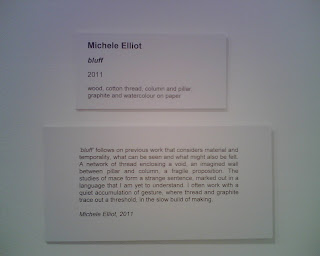 Michele Elliot
bluff
2011
wood, cotton thread, column and pillar
graphite and watercolour on paper
'bluff' follows on previous work that considers material and
temporality, what can be seen and what might also be felt.
A network of thread enclosing a void, an imagined wall
between pillar and column, a fragile proposition. The
studies of mace form a strange sentence, marked out in a
language that I am yet to understand. I often work with a
quiet accumulation of gesture, where thread and graphite
trace out a threshold, in the slow build of making.
Michele Elliot, 2011